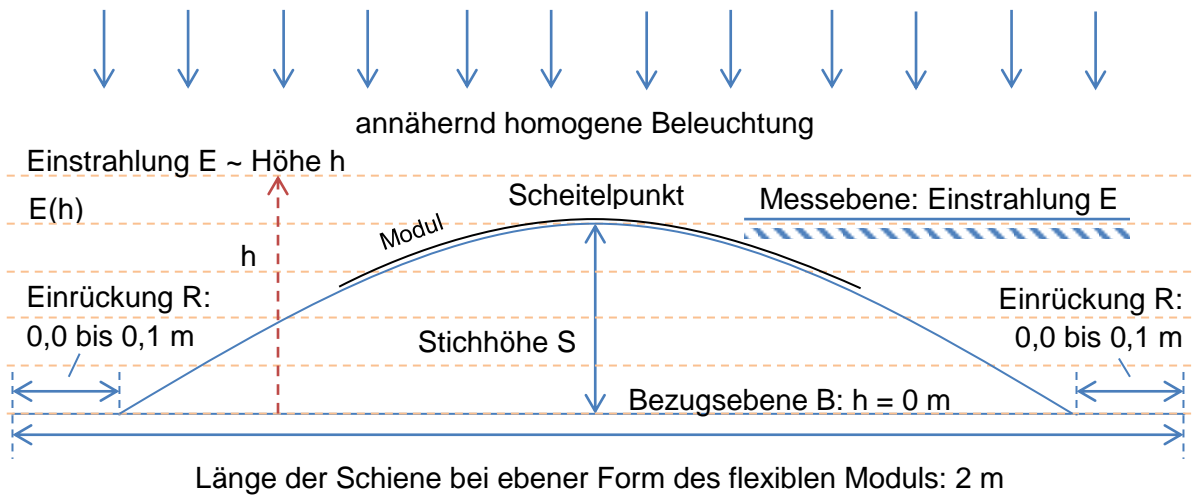 annähernd homogene Beleuchtung
Einstrahlung E ~ Höhe h
E(h)
h
Modul
Scheitelpunkt
Messebene: Einstrahlung E
Einrückung R:
0,0 bis 0,1 m
Stichhöhe S
Einrückung R:
0,0 bis 0,1 m
Bezugsebene B: h = 0 m
Länge der Schiene bei ebener Form des flexiblen Moduls: 2 m